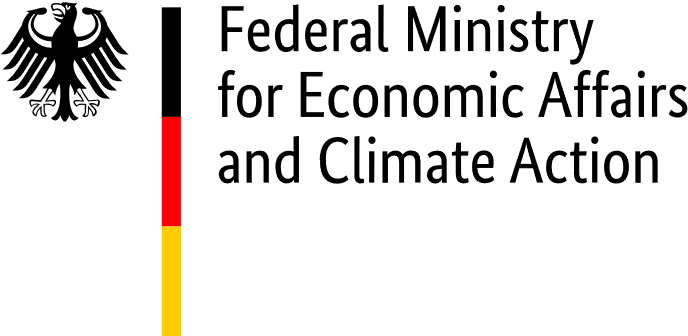 Federal Ministry
for Economic Affairs
and Climate Action